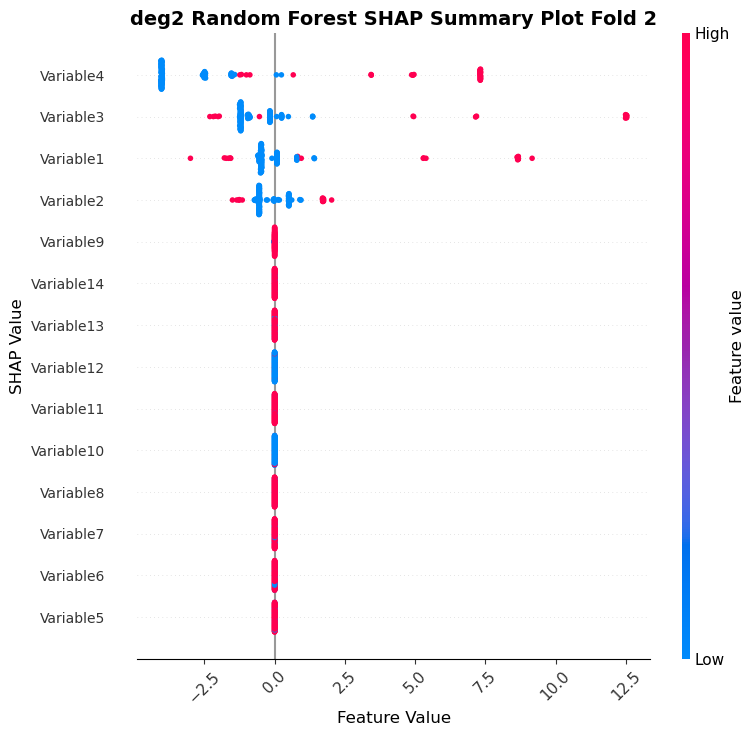 deg2 Random Forest SHAP Summary Plot Fold 2
High
Variable4
Variable3
Variable1
Variable2
Variable9
Variable14
Variable13
Variable12
Variable11
Variable10
Variable8
Variable7
Variable6
Variable5
SHAP Value
Feature value
Low
−2.5 0.0 2.5 5.0 7.5 10.0 12.5
Feature Value